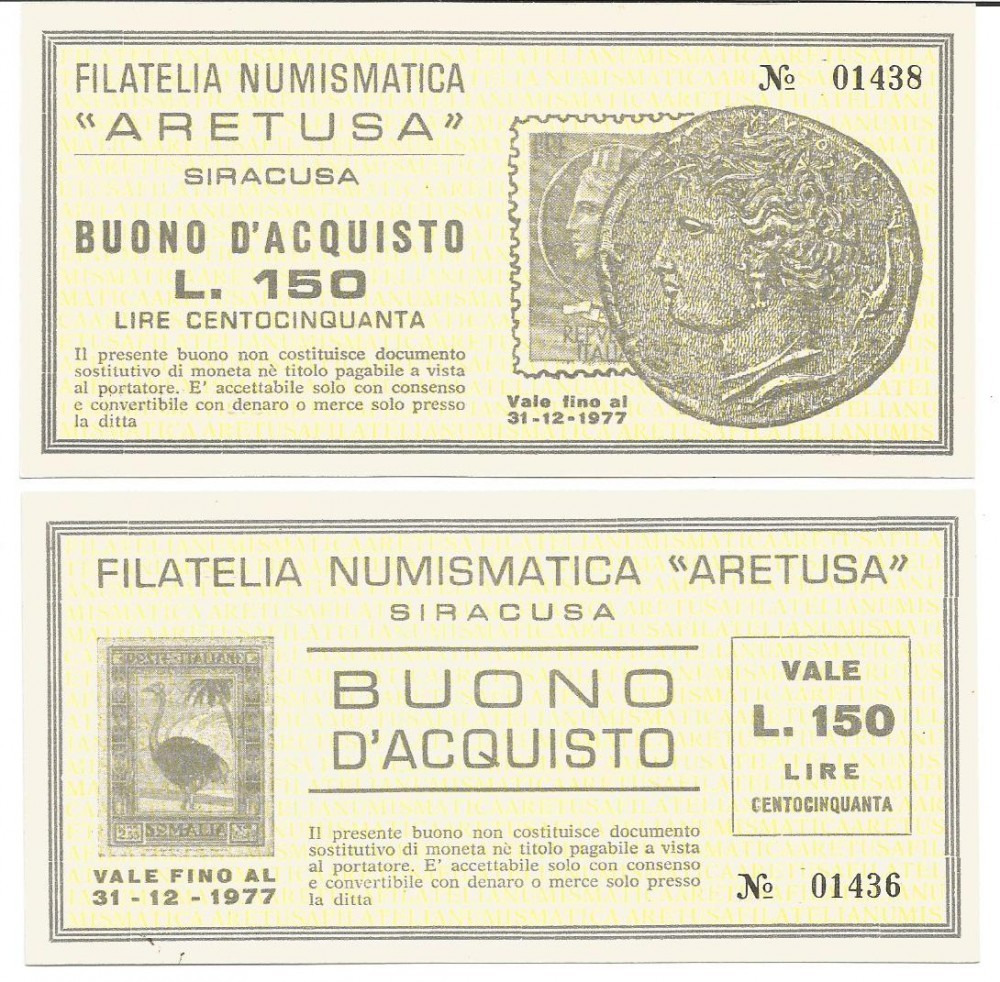 FILATELIA NUMISMATICA
"ARETUSA"
SIRACUSA
BUONO D'ACQUISTO
L. 150
LIRE CENTOCINQUANTA
Il presente buono non costituisce documento
sostitutivo di moneta nè titolo pagabile a vista
al portatore. E' accettabile solo con consenso
e convertibile con denaro o merce solo presso
la ditta
№ 01438
Vale fino al
31-12-1977
FILATELIA NUMISMATICA "ARETUSA"
SIRACUSA
POSTE ITALIANE
SOMALIA
VALE FINO AL
31 - 12 - 1977
BUONO
D'ACQUISTO
Il presente buono non costituisce documento
sostitutivo di moneta nè titolo pagabile a vista
al portatore. E' accettabile solo con consenso
e convertibile con denaro o merce solo presso
la ditta
VALE
L. 150
LIRE
CENTOCINQUANTA
№ 01436